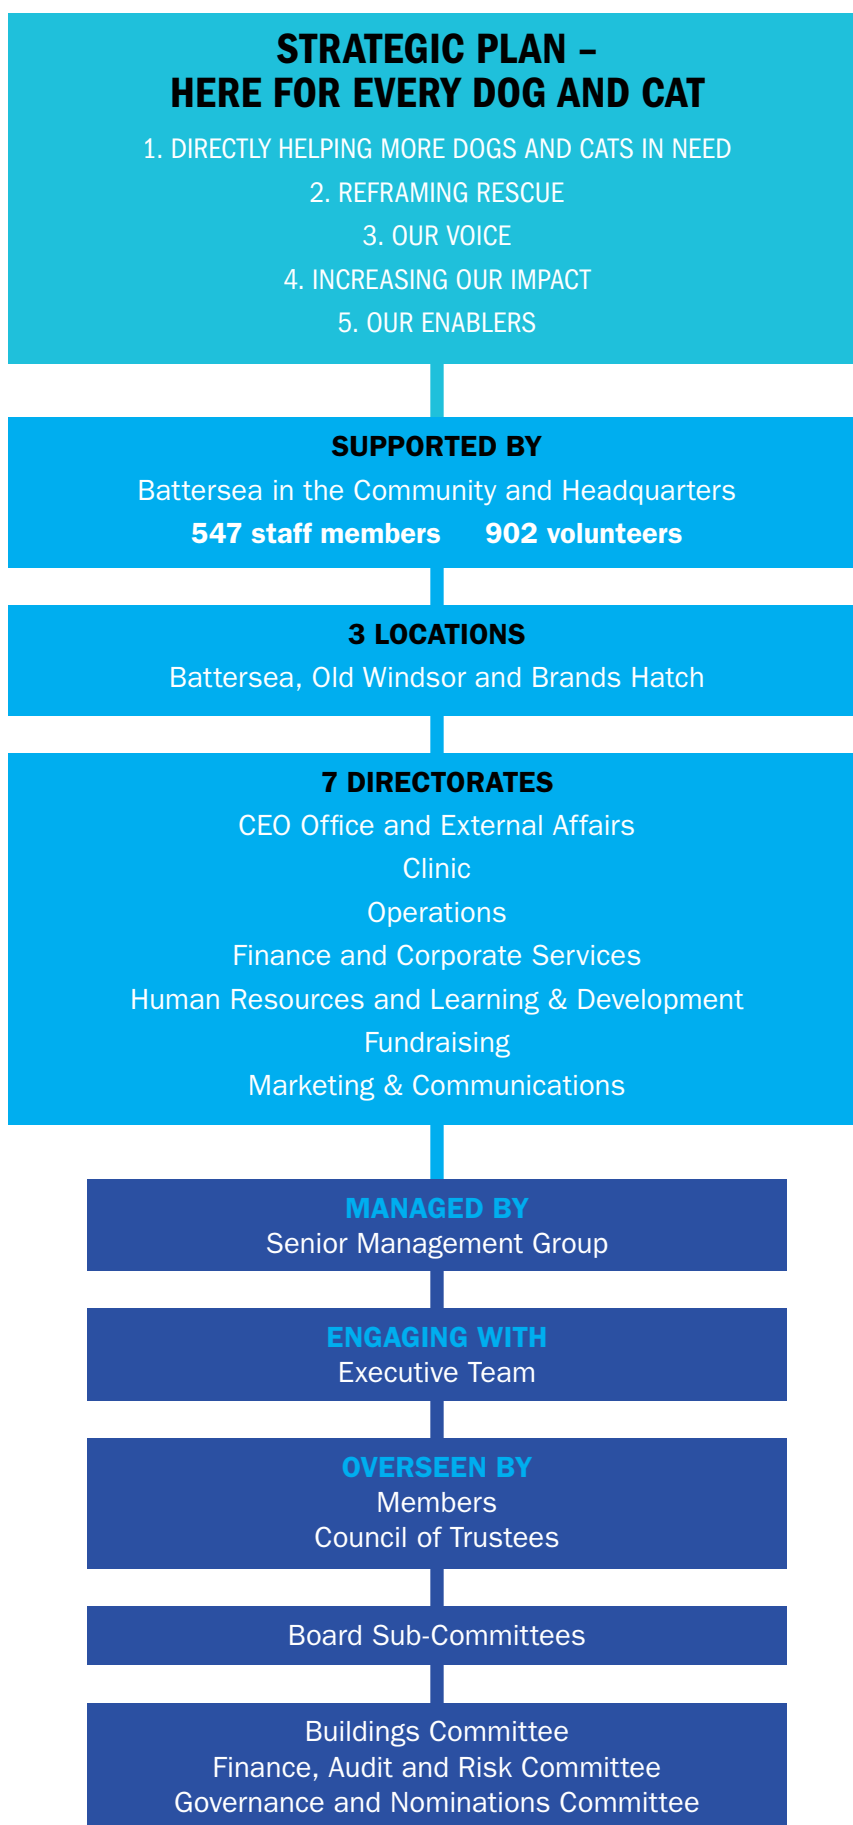 STRATEGIC PLAN –
HERE FOR EVERY DOG AND CAT
1. DIRECTLY HELPING MORE DOGS AND CATS IN NEED
2. REFRAMING RESCUE
3. OUR VOICE
4. INCREASING OUR IMPACT
5. OUR ENABLERS
SUPPORTED BY
Battersea in the Community and Headquarters
547 staff members 902 volunteers
3 LOCATIONS
Battersea, Old Windsor and Brands Hatch
7 DIRECTORATES
CEO Office and External Affairs
Clinic
Operations
Finance and Corporate Services
Human Resources and Learning & Development
Fundraising
Marketing & Communications
MANAGED BY
Senior Management Group
ENGAGING WITH
Executive Team
OVERSEEN BY
Members
Council of Trustees
Board Sub-Committees
Buildings Committee
Finance, Audit and Risk Committee
Governance and Nominations Committee